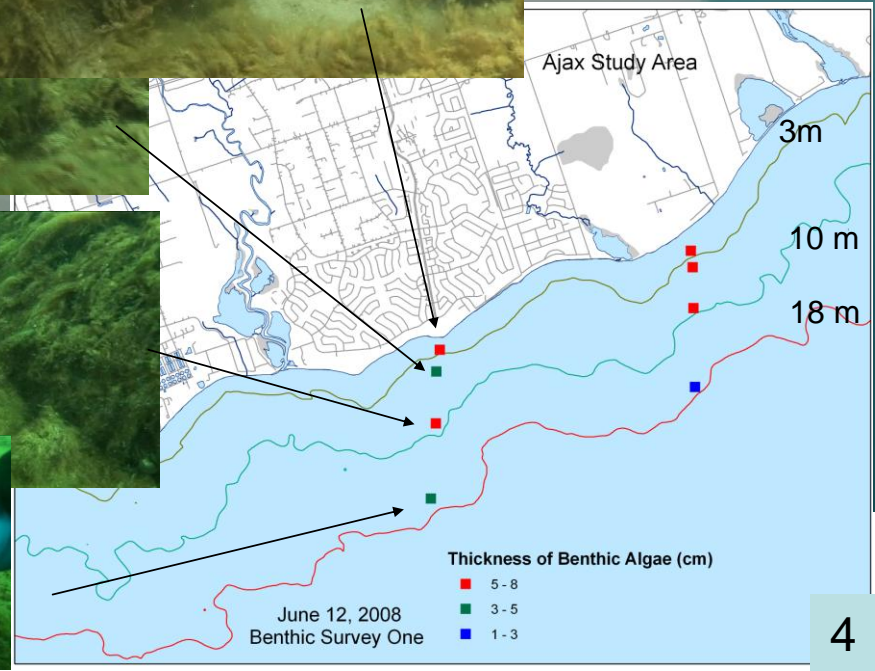 Ajax Study Area
3m
10 m
18 m
Thickness of Benthic Algae (cm)
5 - 8
3 - 5
1 - 3
June 12, 2008
Benthic Survey One
4